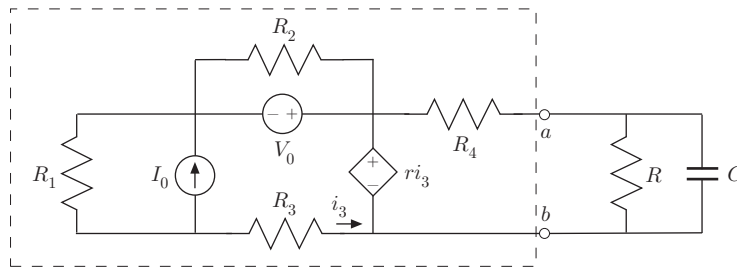 R₂
− +
a
V₀
R₄
R₁
I₀
+
−
ri₃
R
C
R₃
i₃
b